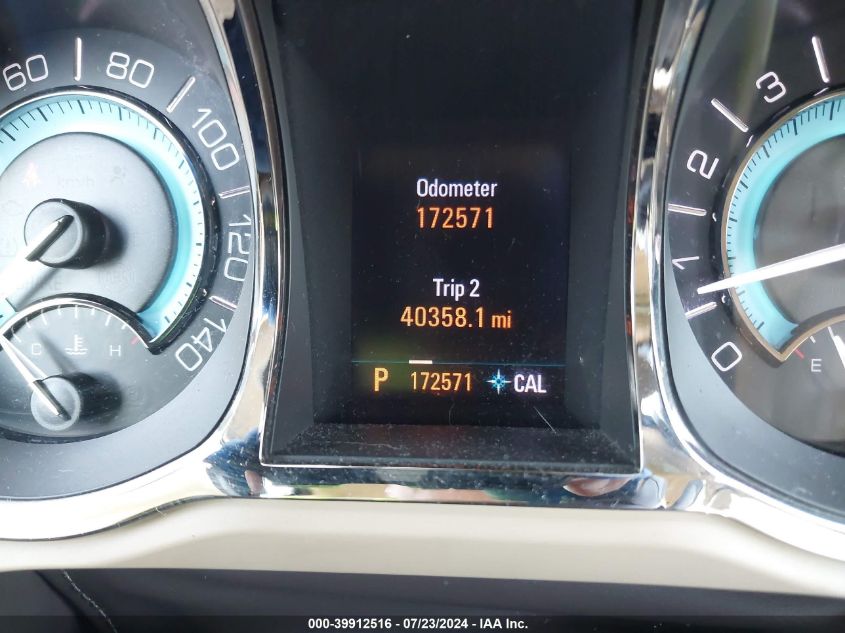 60
80
100
120
140
km/h
C
H
Odometer
172571
Trip 2
40358.1 mi
P 172571 CAL
3
2
1
0
E
000-39912516 / 07/23/2024 - IAA Inc.